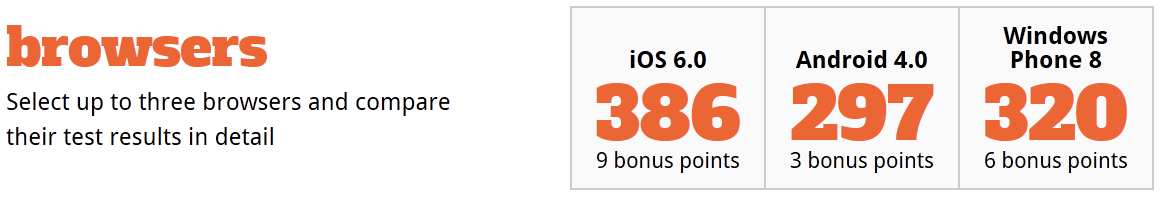 browsers
Select up to three browsers and compare
their test results in detail
iOS 6.0
386
9 bonus points
Android 4.0
297
3 bonus points
Windows
Phone 8
320
6 bonus points